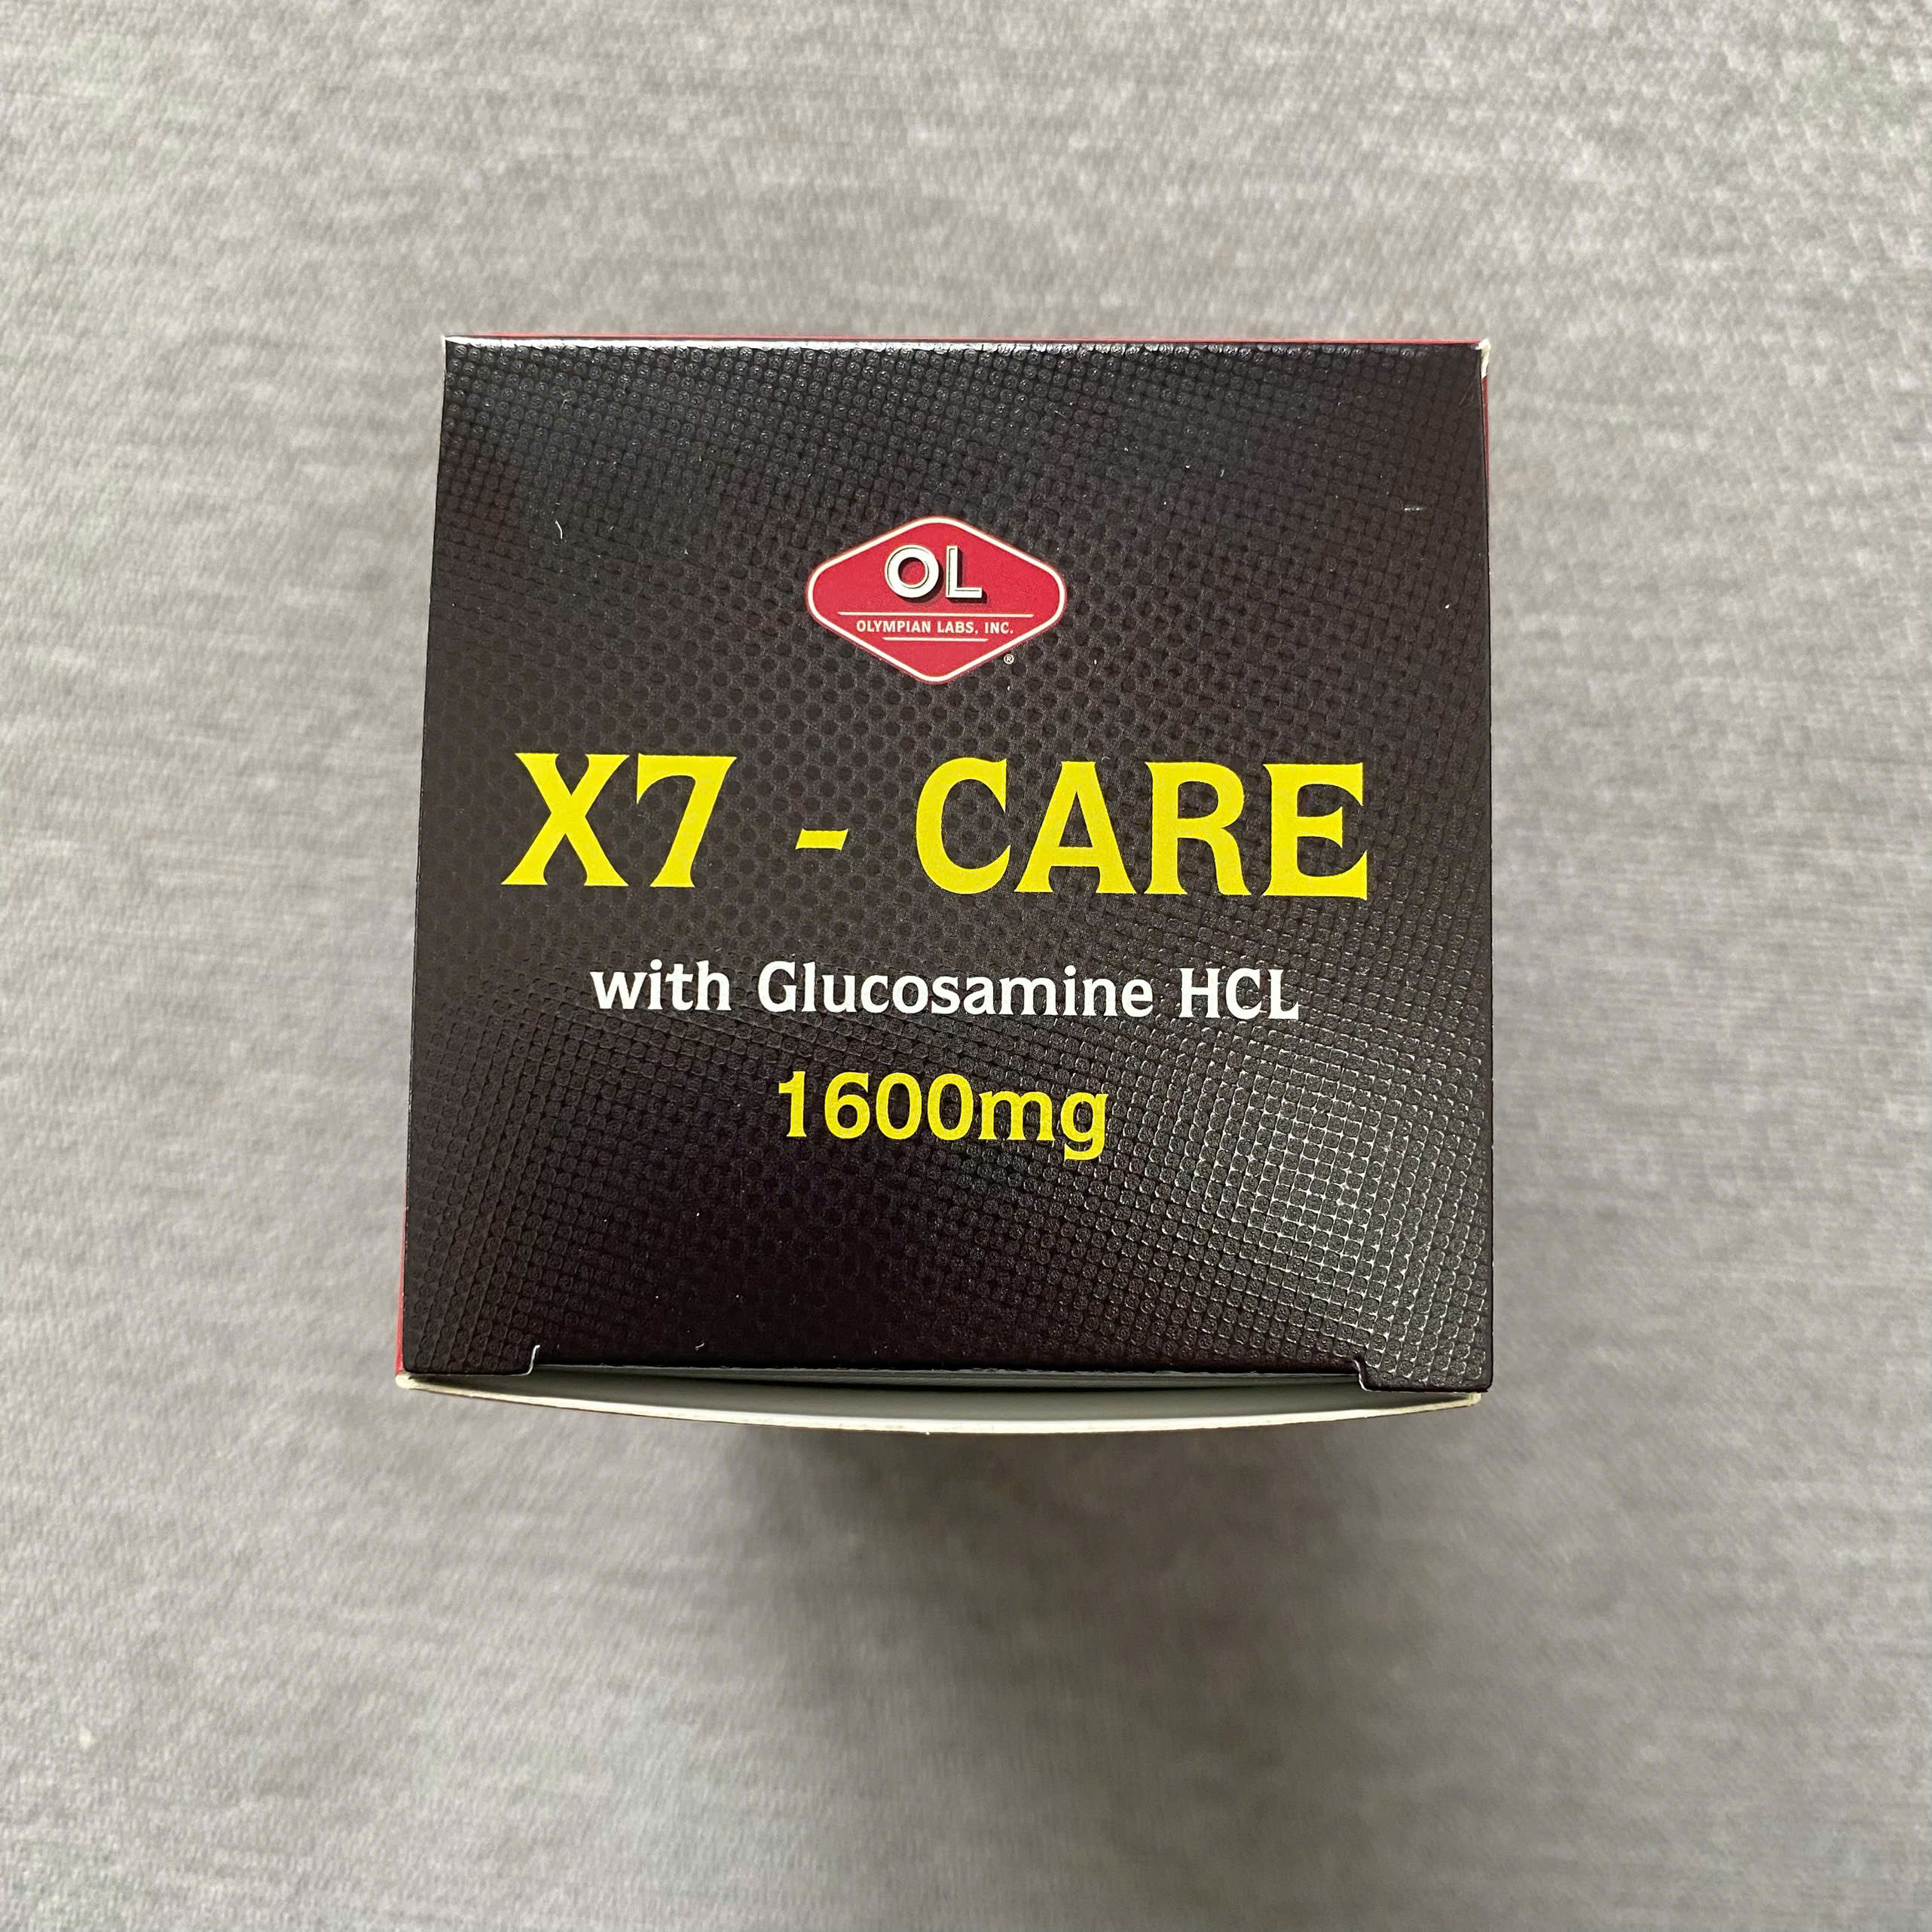 OL
OLYMPIAN LABS, INC.
®
X7 - CARE
with Glucosamine HCL
1600mg